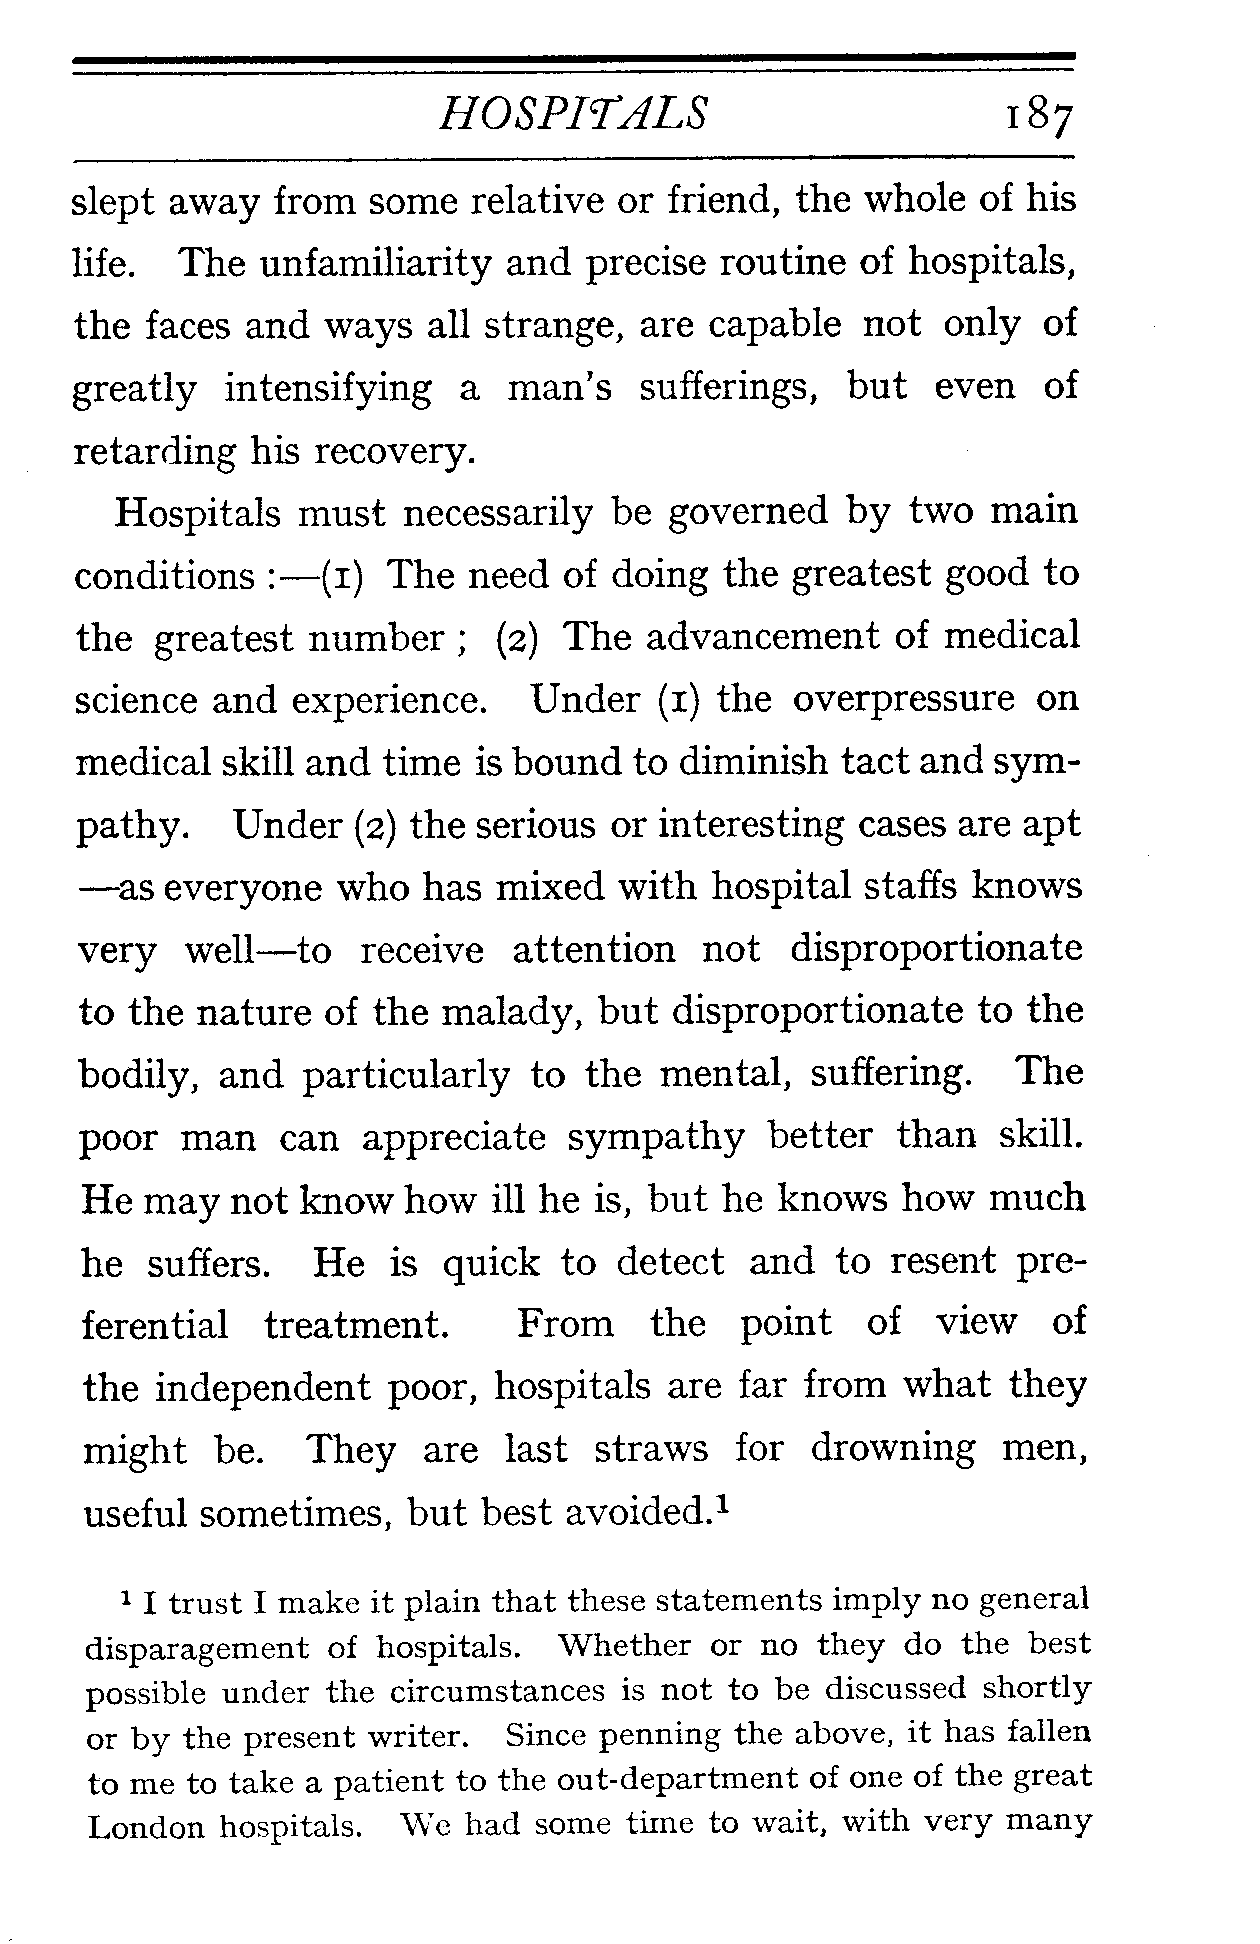 HOSPITALS 187
slept away from some relative or friend, the whole of his
life. The unfamiliarity and precise routine of hospitals,
the faces and ways all strange, are capable not only of
greatly intensifying a man's sufferings, but even of
retarding his recovery.
Hospitals must necessarily be governed by two main
conditions :—(1) The need of doing the greatest good to
the greatest number ; (2) The advancement of medical
science and experience. Under (1) the overpressure on
medical skill and time is bound to diminish tact and sym-
pathy. Under (2) the serious or interesting cases are apt
—as everyone who has mixed with hospital staffs knows
very well—to receive attention not disproportionate
to the nature of the malady, but disproportionate to the
bodily, and particularly to the mental, suffering. The
poor man can appreciate sympathy better than skill.
He may not know how ill he is, but he knows how much
he suffers. He is quick to detect and to resent pre-
ferential treatment. From the point of view of
the independent poor, hospitals are far from what they
might be. They are last straws for drowning men,
useful sometimes, but best avoided.¹
¹ I trust I make it plain that these statements imply no general
disparagement of hospitals. Whether or no they do the best
possible under the circumstances is not to be discussed shortly
or by the present writer. Since penning the above, it has fallen
to me to take a patient to the out-department of one of the great
London hospitals. We had some time to wait, with very many